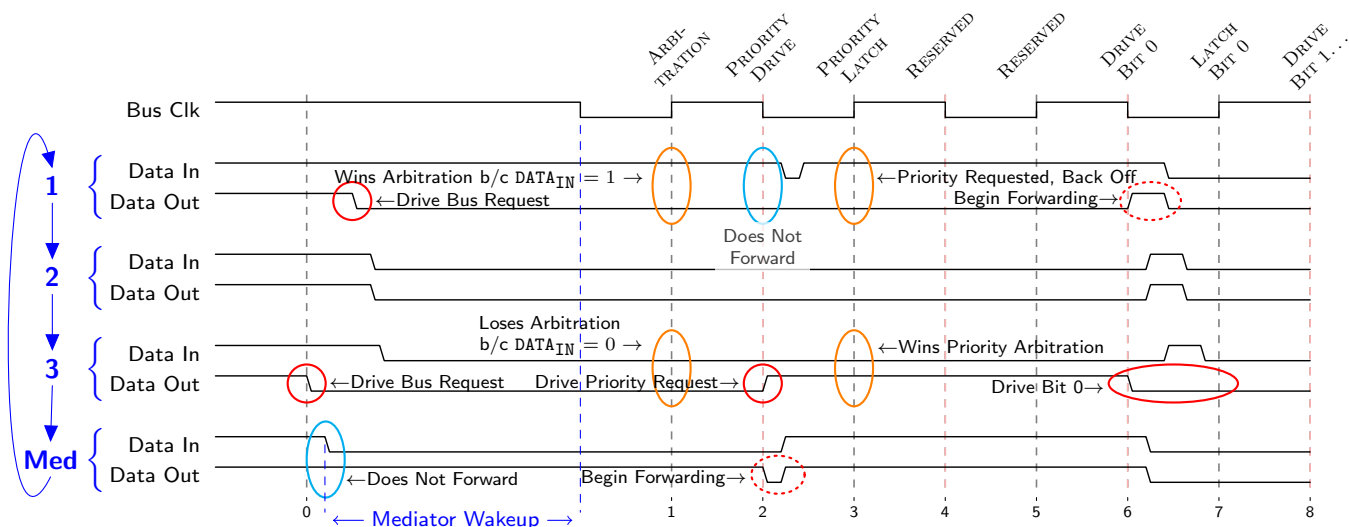 ARBI-
TRATION
PRIORITY
DRIVE
PRIORITY
LATCH
RESERVED
RESERVED
DRIVE
BIT 0
LATCH
BIT 0
DRIVE
BIT 1...
Bus Clk
1
Data In
Wins Arbitration b/c DATA_IN = 1 →
←Priority Requested, Back Off
Data Out
←Drive Bus Request
Begin Forwarding→
Does Not
Forward
2
Data In
Data Out
3
Loses Arbitration
Data In
b/c DATA_IN = 0 →
←Wins Priority Arbitration
Data Out
←Drive Bus Request
Drive Priority Request→
Drive Bit 0→
Med
Data In
Data Out
←Does Not Forward
Begin Forwarding→
0 1 2 3 4 5 6 7 8
← Mediator Wakeup →